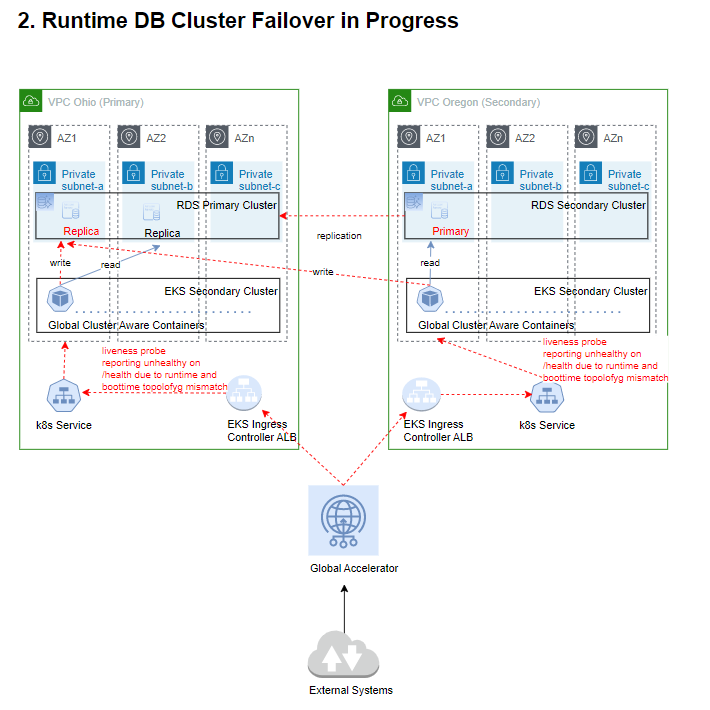 2. Runtime DB Cluster Failover in Progress
VPC Ohio (Primary)
AZ1
AZ2
AZn
Private
subnet-a
Private
subnet-b
Private
subnet-c
RDS Primary Cluster
Replica
Replica
write
read
EKS Secondary Cluster
Global Cluster Aware Containers
liveness probe
reporting unhealthy on
/health due to runtime and
boottime topolofyg mismatch
k8s Service
EKS Ingress
Controller ALB
replication
write
VPC Oregon (Secondary)
AZ1
AZ2
AZn
Private
subnet-a
Private
subnet-b
Private
subnet-c
RDS Secondary Cluster
Primary
read
EKS Secondary Cluster
Global Cluster Aware Containers
liveness probe
reporting unhealthy on
/health due to runtime and
boottime topolofyg mismatch
EKS Ingress
Controller ALB
k8s Service
Global Accelerator
External Systems